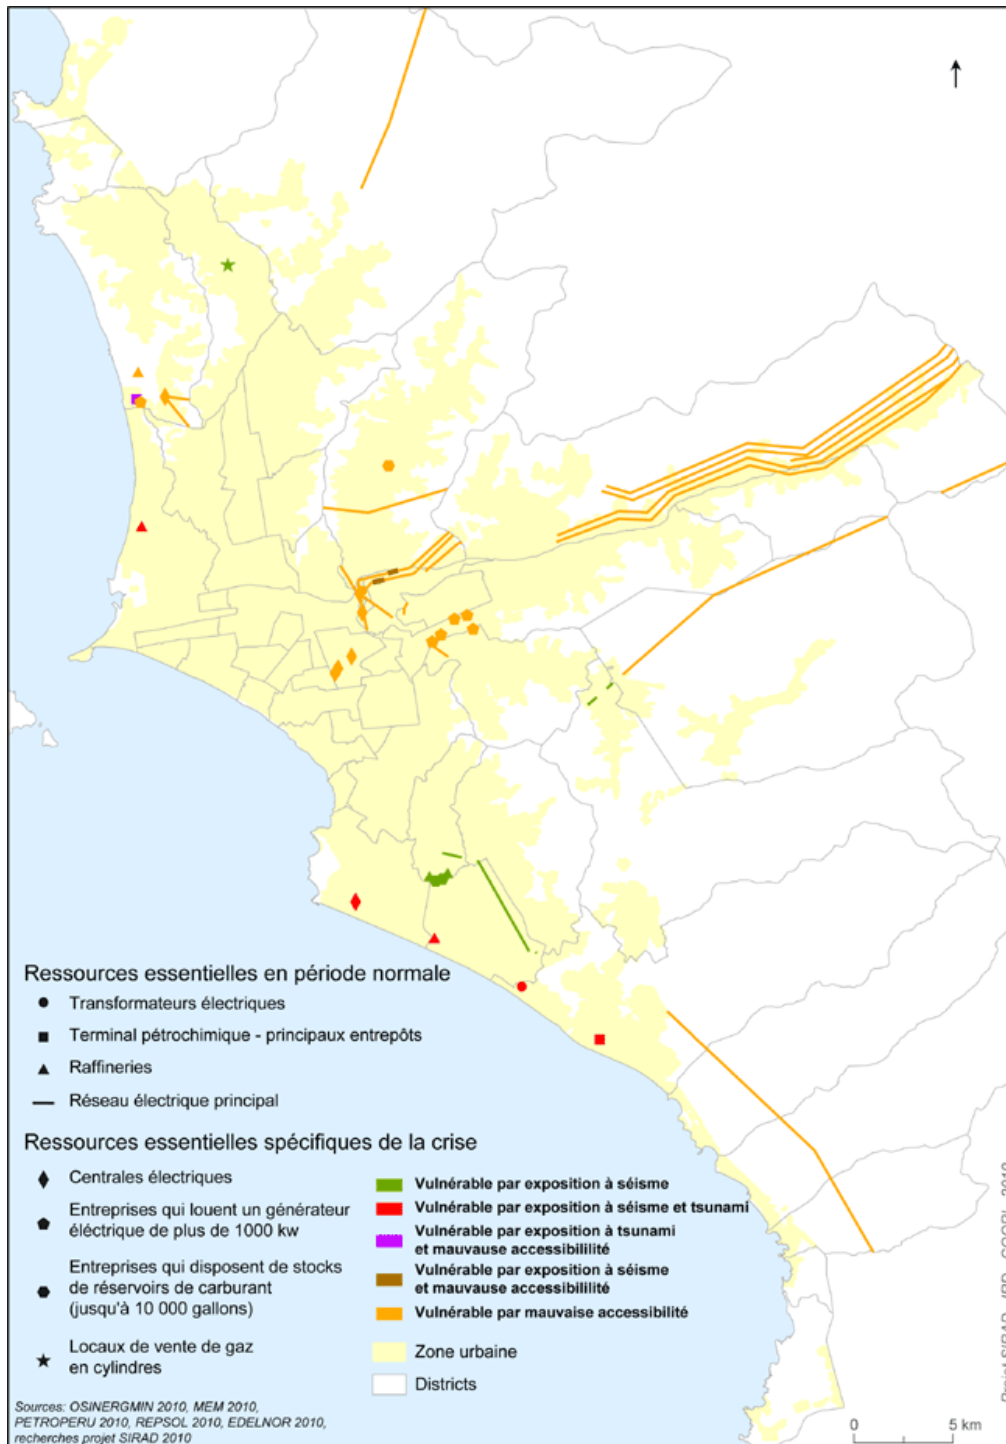 Ressources essentielles en période normale
Transformateurs électriques
Terminal pétrochimique - principaux entrepôts
Raffineries
Réseau électrique principal
Ressources essentielles spécifiques de la crise
Centrales électriques
Entreprises qui louent un générateur
éléctrique de plus de 1000 kw
Entreprises qui disposent de stocks
de réservoirs de carburant
(jusqu'à 10 000 gallons)
Locaux de vente de gaz
en cylindres
Vulnérable par exposition à séisme
Vulnérable par exposition à séisme et tsunami
Vulnérable par exposition à tsunami
et mauvause accessibililité
Vulnérable par exposition à séisme
et mauvause accessibililité
Vulnérable par mauvaise accessibilité
Zone urbaine
Districts
Sources: OSINERGMIN 2010, MEM 2010,
PETROPERU 2010, REPSOL 2010, EDELNOR 2010,
recherches projet SIRAD 2010
0 5 km
Projet SIRAD, IRD - COOPI, 2010